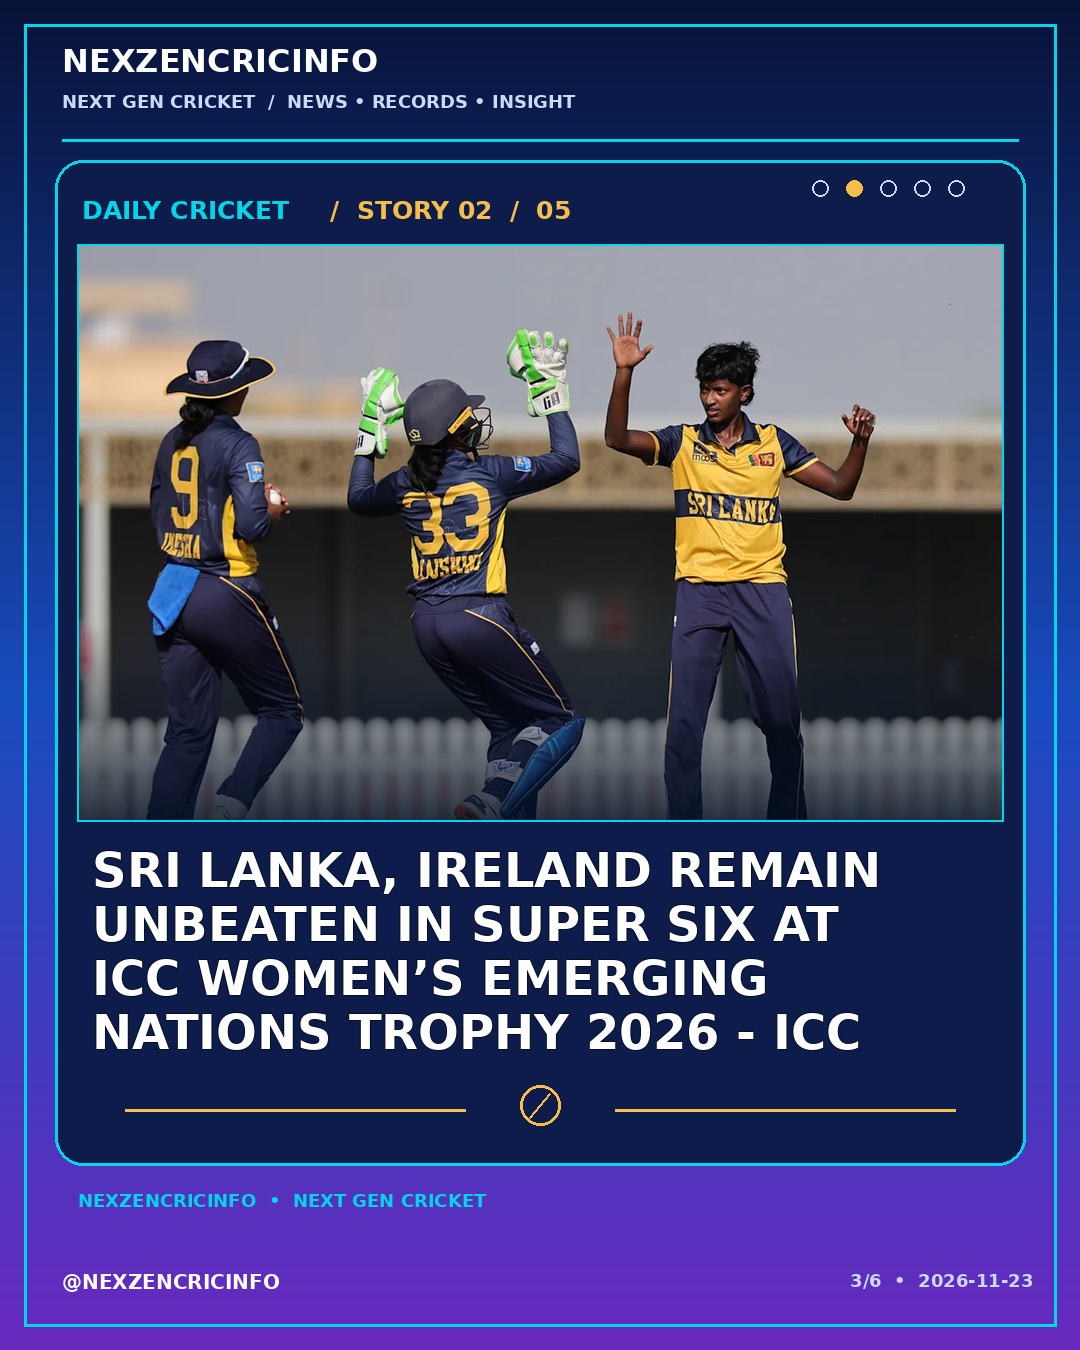 NEXZENCRICINFO
NEXT GEN CRICKET / NEWS • RECORDS • INSIGHT
DAILY CRICKET / STORY 02 / 05
9
33
SRI LANKA
SRI LANKA, IRELAND REMAIN
UNBEATEN IN SUPER SIX AT
ICC WOMEN’S EMERGING
NATIONS TROPHY 2026 - ICC
NEXZENCRICINFO • NEXT GEN CRICKET
@NEXZENCRICINFO
3/6 • 2026-11-23